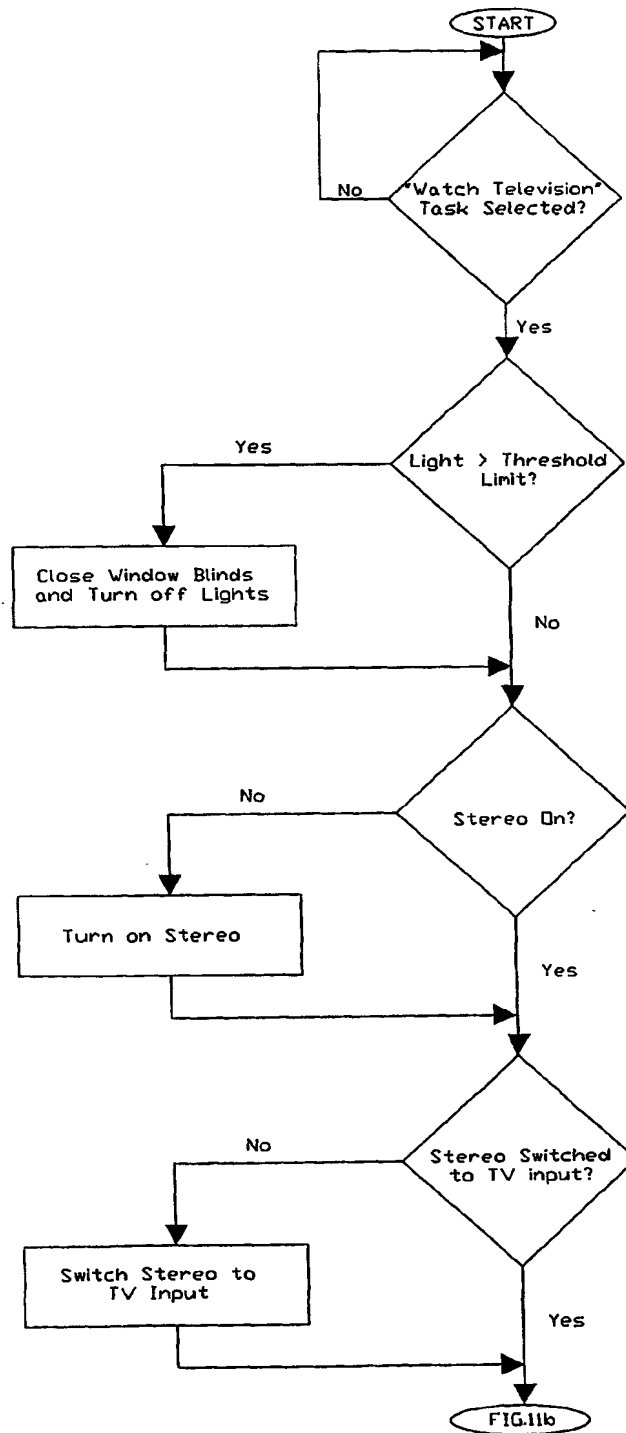 START
No
"Watch Television"
Task Selected?
Yes
Yes
Light > Threshold
Limit?
Close Window Blinds
and Turn off Lights
No
No
Stereo On?
Turn on Stereo
Yes
No
Stereo Switched
to TV input?
Switch Stereo to
TV Input
Yes
FIG.11b